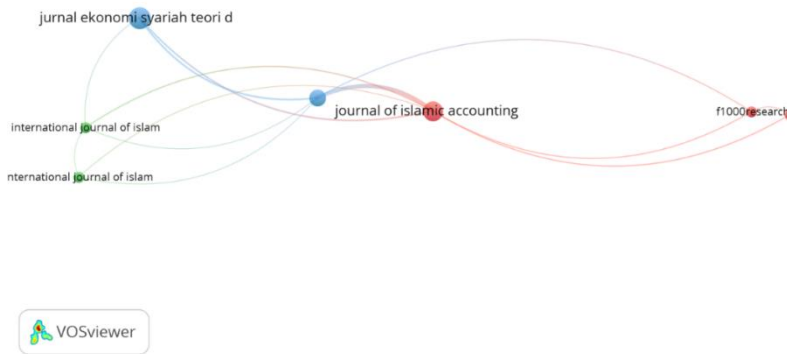 jurnal ekonomi syariah teori d
journal of islamic accounting
f1000research
international journal of islam
nternational journal of islam
VOSviewer